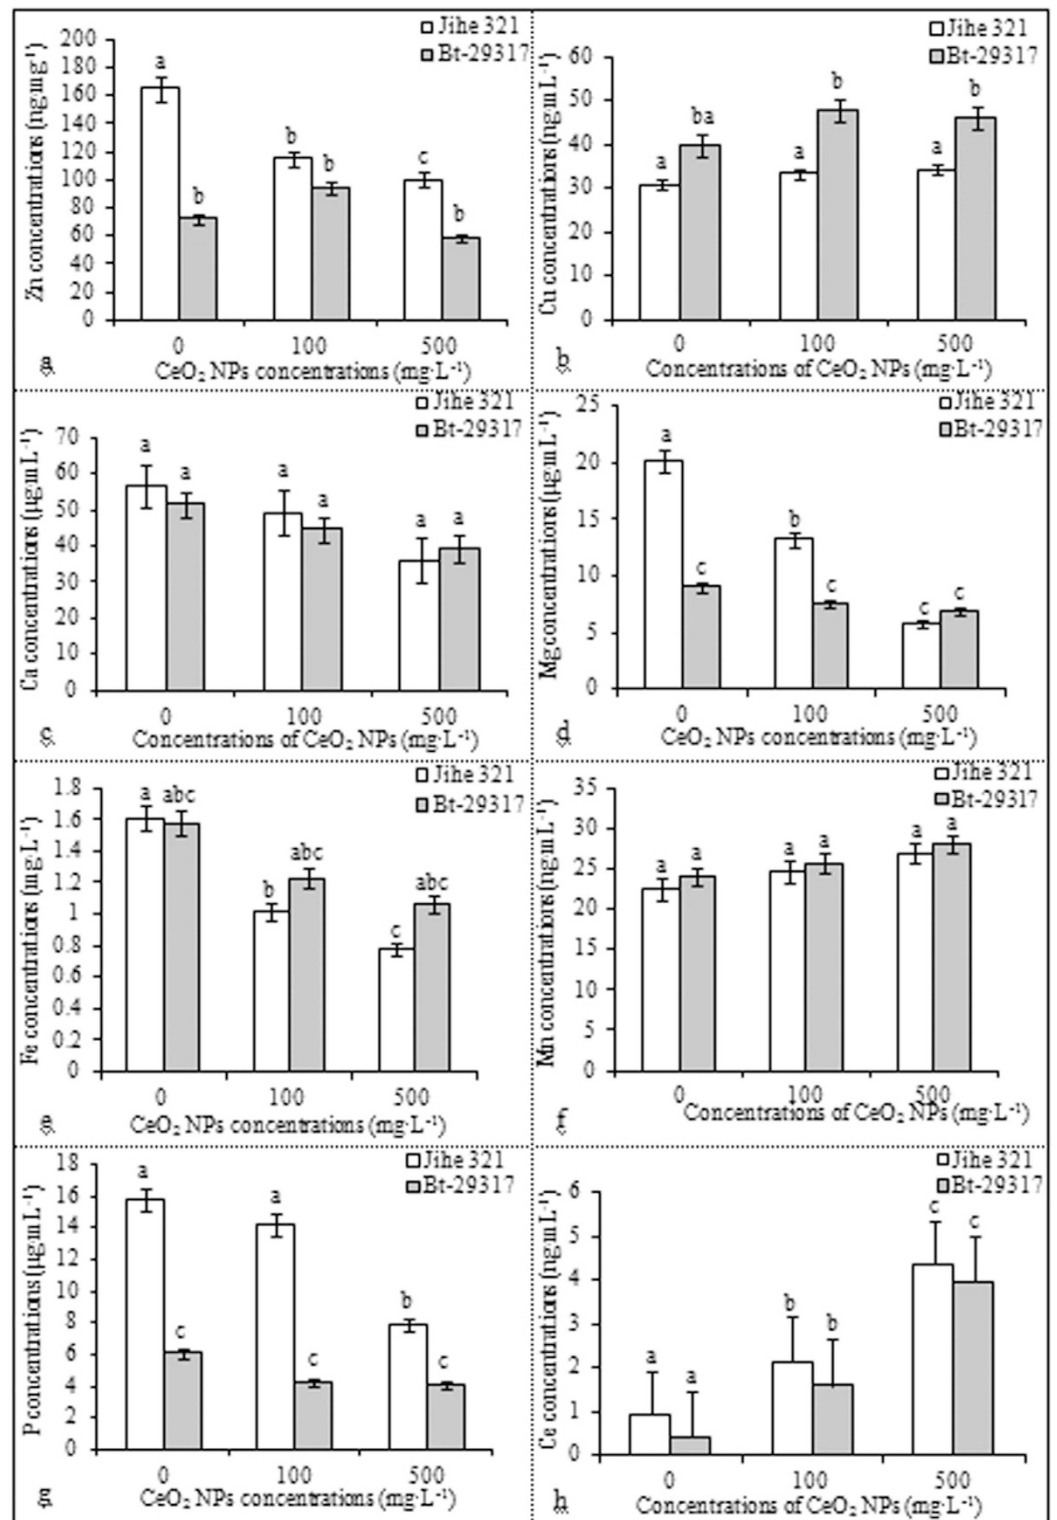 Jihe 321
Bt-29317
Zn concentrations (ng·mg⁻¹)
200
180
160
140
120
100
80
60
40
20
0
a
b
b
b
c
b
0 100 500
CeO₂ NPs concentrations (mg·L⁻¹)
a
Jihe 321
Bt-29317
Cu concentrations (ng·mL⁻¹)
60
50
40
30
20
10
0
a
ba
a
b
a
b
0 100 500
Concentrations of CeO₂ NPs (mg·L⁻¹)
b
Jihe 321
Bt-29317
Ca concentrations (µg·mL⁻¹)
70
60
50
40
30
20
10
0
a
a
a
a
a
a
0 100 500
Concentrations of CeO₂ NPs (mg·L⁻¹)
c
Jihe 321
Bt-29317
Mg concentrations (µg·mL⁻¹)
25
20
15
10
5
0
a
c
b
c
c
c
0 100 500
CeO₂ NPs concentrations (mg·L⁻¹)
d
Jihe 321
Bt-29317
Fe concentrations (mg·L⁻¹)
1.8
1.6
1.4
1.2
1
0.8
0.6
0.4
0.2
0
a
abc
b
abc
c
abc
0 100 500
CeO₂ NPs concentrations (mg·L⁻¹)
e
Jihe 321
Bt-29317
Mn concentrations (ng·mL⁻¹)
35
30
25
20
15
10
5
0
a
a
a
a
a
a
0 100 500
Concentrations of CeO₂ NPs (mg·L⁻¹)
f
Jihe 321
Bt-29317
P concentrations (µg·mL⁻¹)
18
16
14
12
10
8
6
4
2
0
a
c
a
c
b
c
0 100 500
CeO₂ NPs concentrations (mg·L⁻¹)
g
Jihe 321
Bt-29317
Ce concentrations (ng·mL⁻¹)
6
5
4
3
2
1
0
a
a
b
b
c
c
0 100 500
Concentrations of CeO₂ NPs (mg·L⁻¹)
h